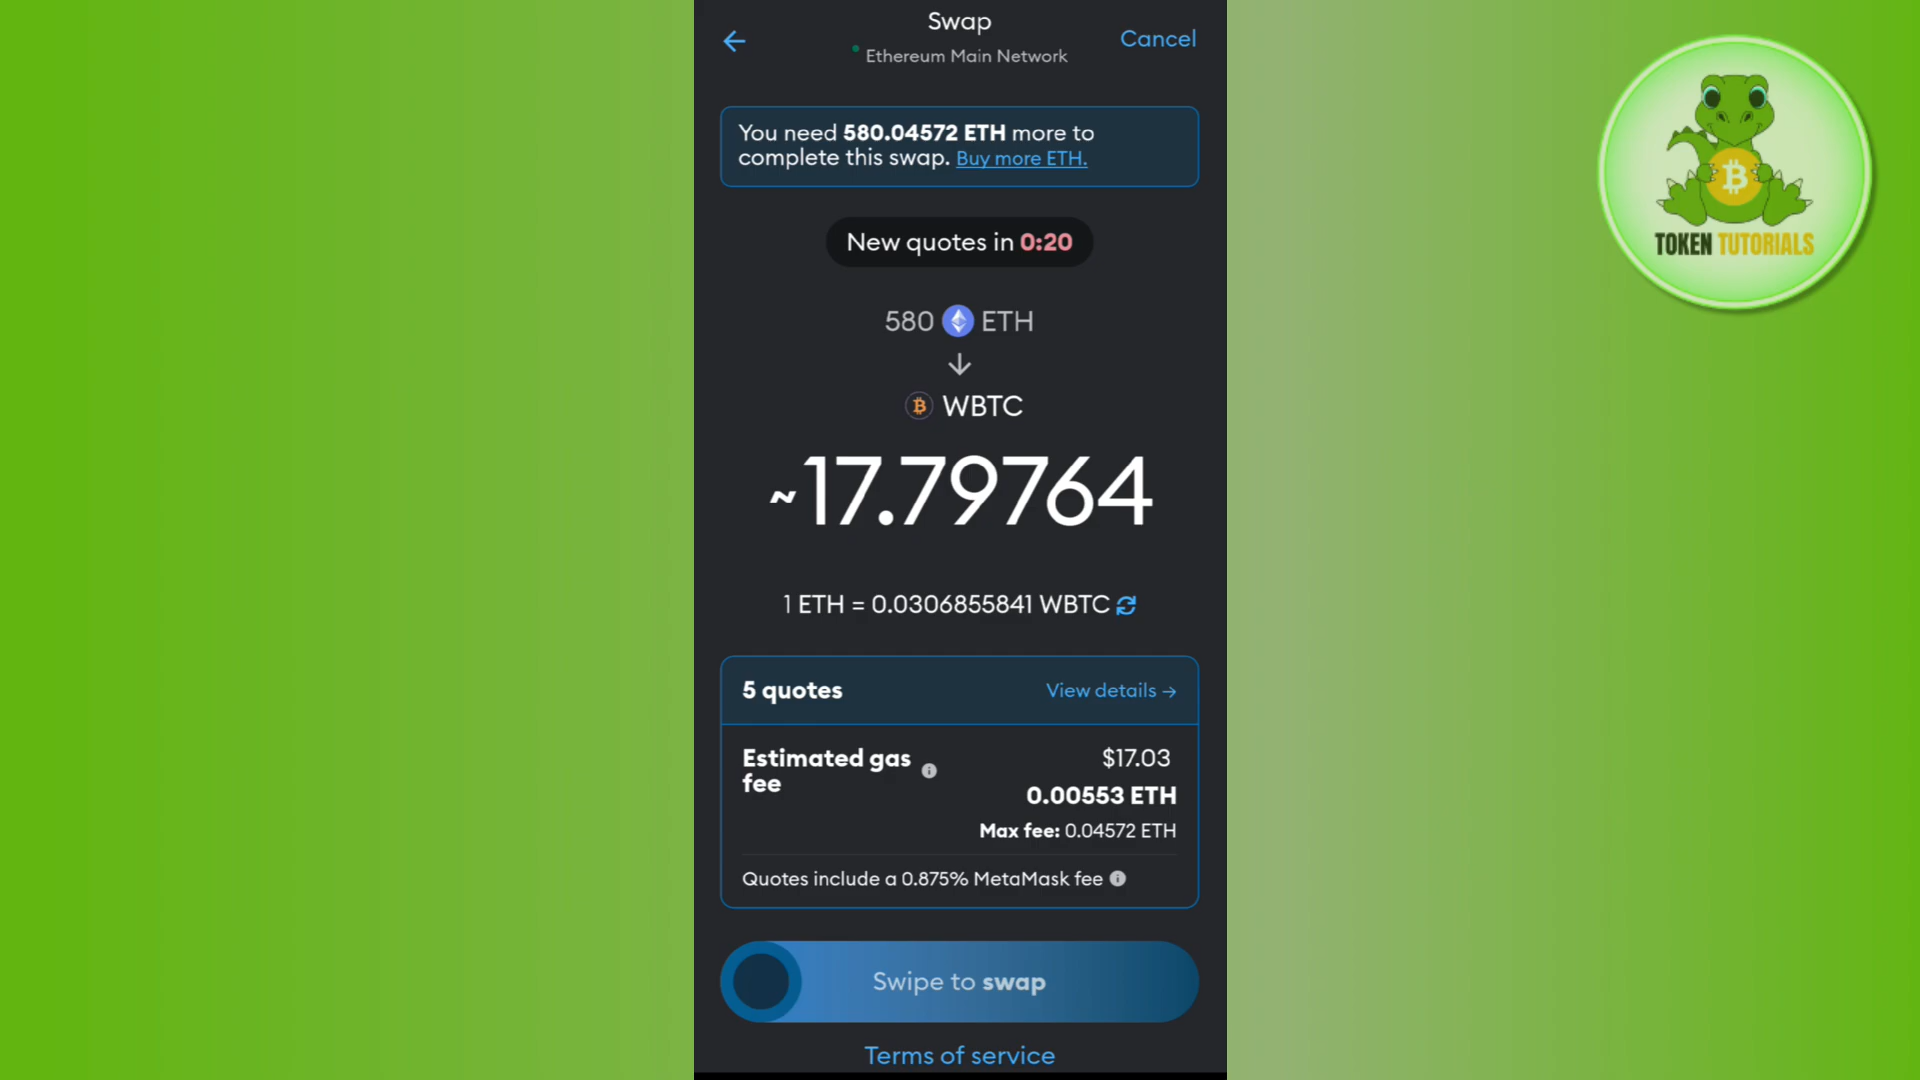 Swap
Ethereum Main Network
Cancel
You need 580.04572 ETH more to
complete this swap. Buy more ETH.
New quotes in 0:20
580 ETH
WBTC
~17.79764
1 ETH = 0.0306855841 WBTC
5 quotes
View details →
Estimated gas
fee
$17.03
0.00553 ETH
Max fee: 0.04572 ETH
Quotes include a 0.875% MetaMask fee
Swipe to swap
Terms of service
TOKEN TUTORIALS